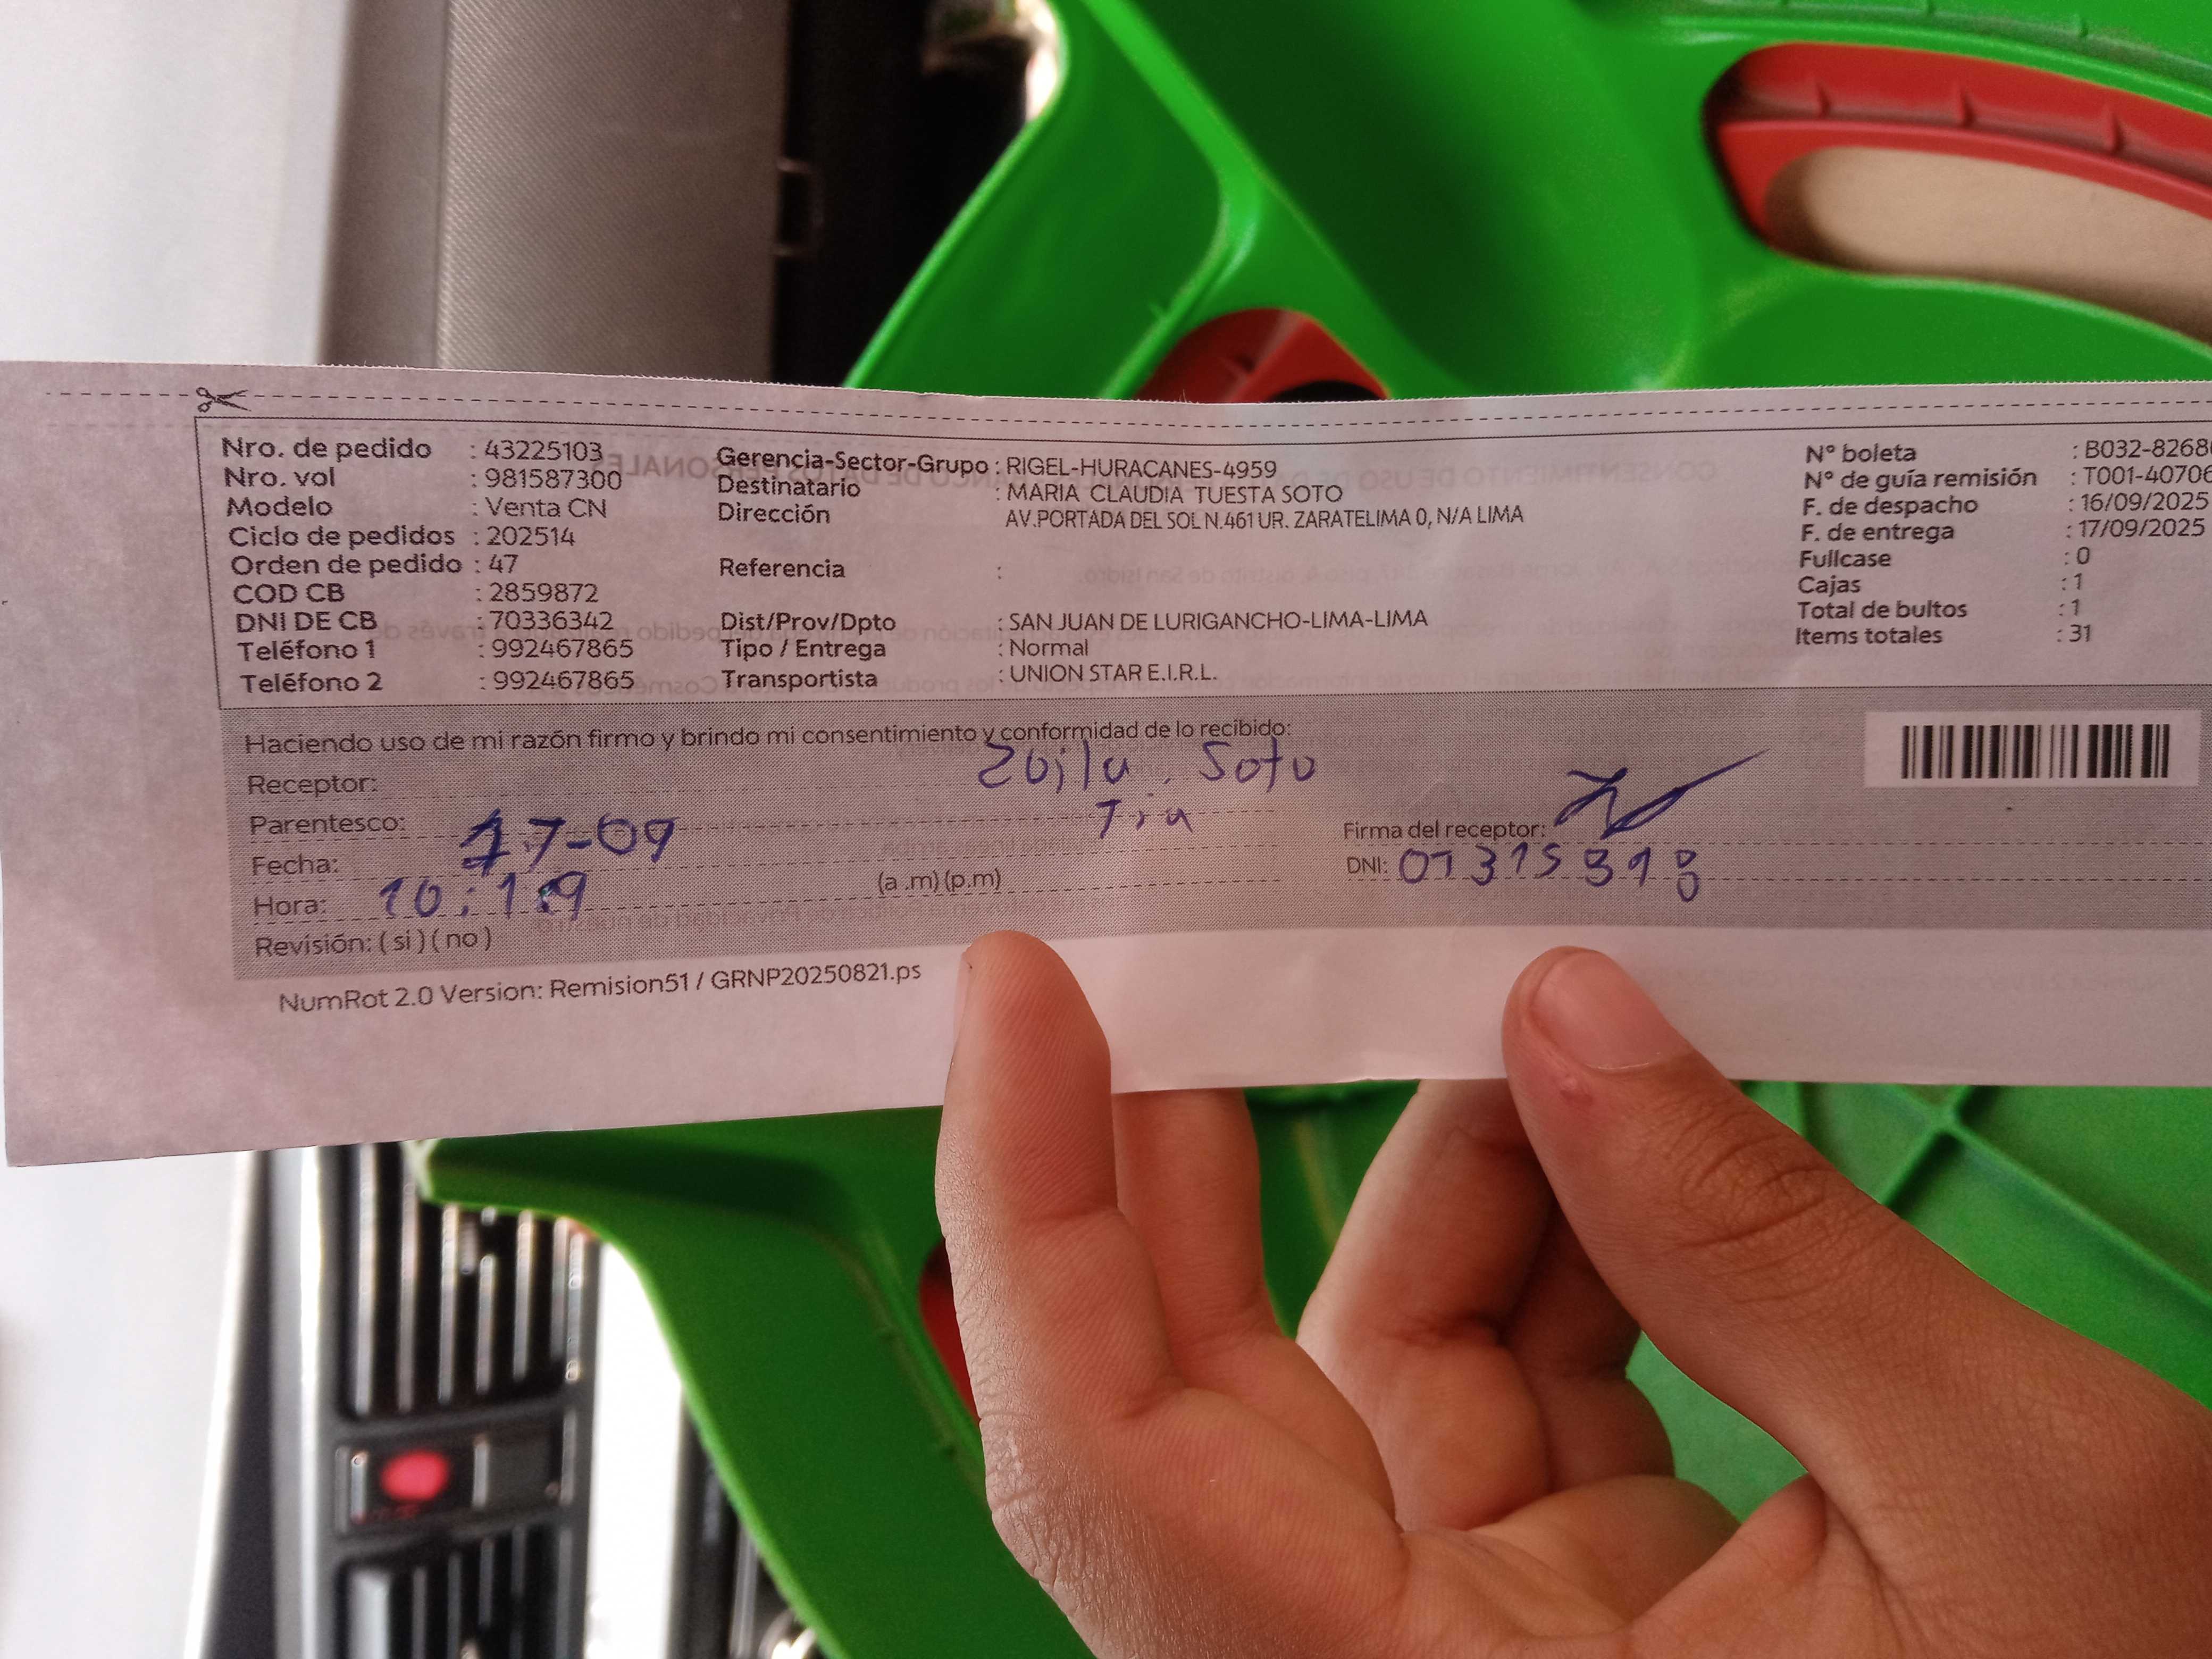 Nro. de pedido : 43225103
Nro. vol : 981587300
Modelo : Venta CN
Ciclo de pedidos : 202514
Orden de pedido : 47
COD CB : 2859872
DNI DE CB : 70336342
Teléfono 1 : 992467865
Teléfono 2 : 992467865
Gerencia-Sector-Grupo : RIGEL-HURACANES-4959
Destinatario : MARIA CLAUDIA TUESTA SOTO
Dirección AV.PORTADA DEL SOL N.461 UR. ZARATELIMA 0, N/A LIMA
Referencia :
Dist/Prov/Dpto : SAN JUAN DE LURIGANCHO-LIMA-LIMA
Tipo / Entrega : Normal
Transportista : UNION STAR E.I.R.L.
N° boleta : B032-8268
N° de guía remisión : T001-40706
F. de despacho : 16/09/2025
F. de entrega : 17/09/2025
Fullcase : 0
Cajas : 1
Total de bultos : 1
Items totales : 31
Haciendo uso de mi razón firmo y brindo mi consentimiento y conformidad de lo recibido:
Receptor: Zoila. Soto
Parentesco: Tia
Fecha: 17-09
Hora: 10:19 (a .m) (p.m)
Revisión: ( si ) ( no )
Firma del receptor:
DNI:
NumRot 2.0 Version: Remision51 / GRNP20250821.ps